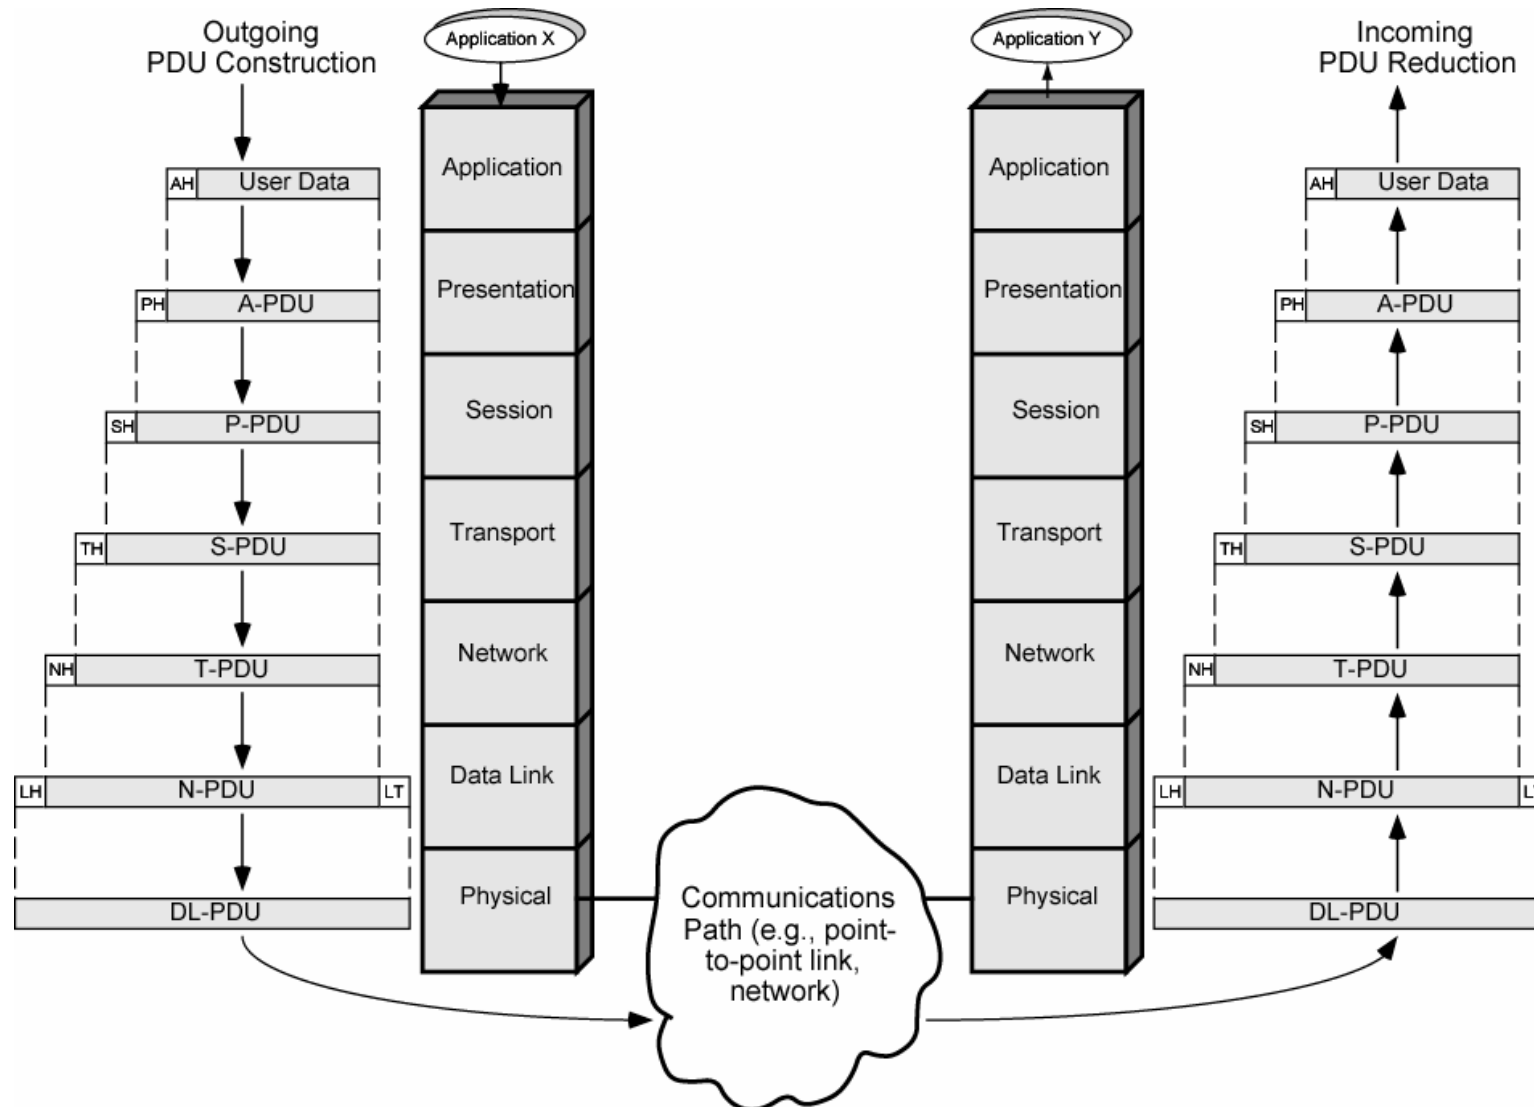 Outgoing
PDU Construction
Application X
Application Y
Incoming
PDU Reduction
AH
User Data
Application
Application
AH
User Data
PH
A-PDU
Presentation
Presentation
PH
A-PDU
SH
P-PDU
Session
Session
SH
P-PDU
TH
S-PDU
Transport
Transport
TH
S-PDU
NH
T-PDU
Network
Network
NH
T-PDU
LH
N-PDU
LT
Data Link
Data Link
LH
N-PDU
DL-PDU
Physical
Communications
Path (e.g., point-
to-point link,
network)
Physical
DL-PDU